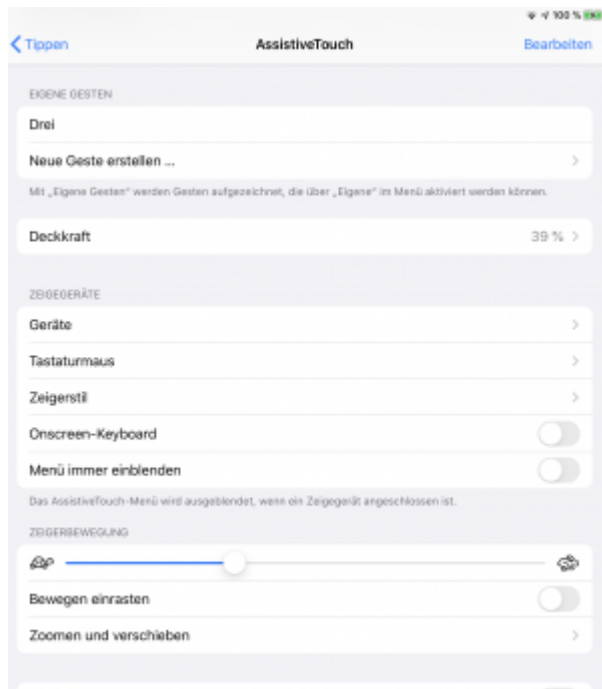 100 %
Tippen AssistiveTouch Bearbeiten
EIGENE GESTEN
Drei
Neue Geste erstellen ...
Mit „Eigene Gesten“ werden Gesten aufgezeichnet, die über „Eigene“ im Menü aktiviert werden können.
Deckkraft 39 %
ZEIGEGERÄTE
Geräte
Tastaturmaus
Zeigerstil
Onscreen-Keyboard
Menü immer einblenden
Das AssistiveTouch-Menü wird ausgeblendet, wenn ein Zeigegerät angeschlossen ist.
ZEIGERBEWEGUNG
Bewegen einrasten
Zoomen und verschieben